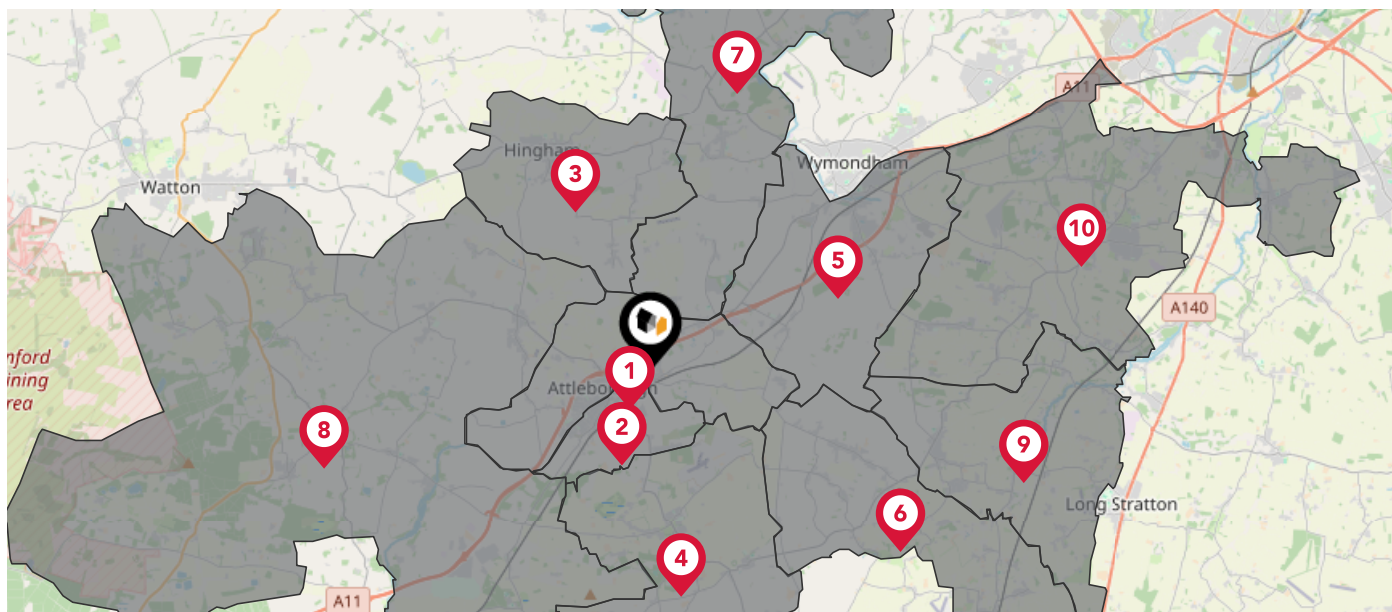 7
A11
Hingham
Wymondham
3
Watton
10
5
A140
nford
ining
rea
1
Attleborough
2
8
9
Long Stratton
6
4
A11